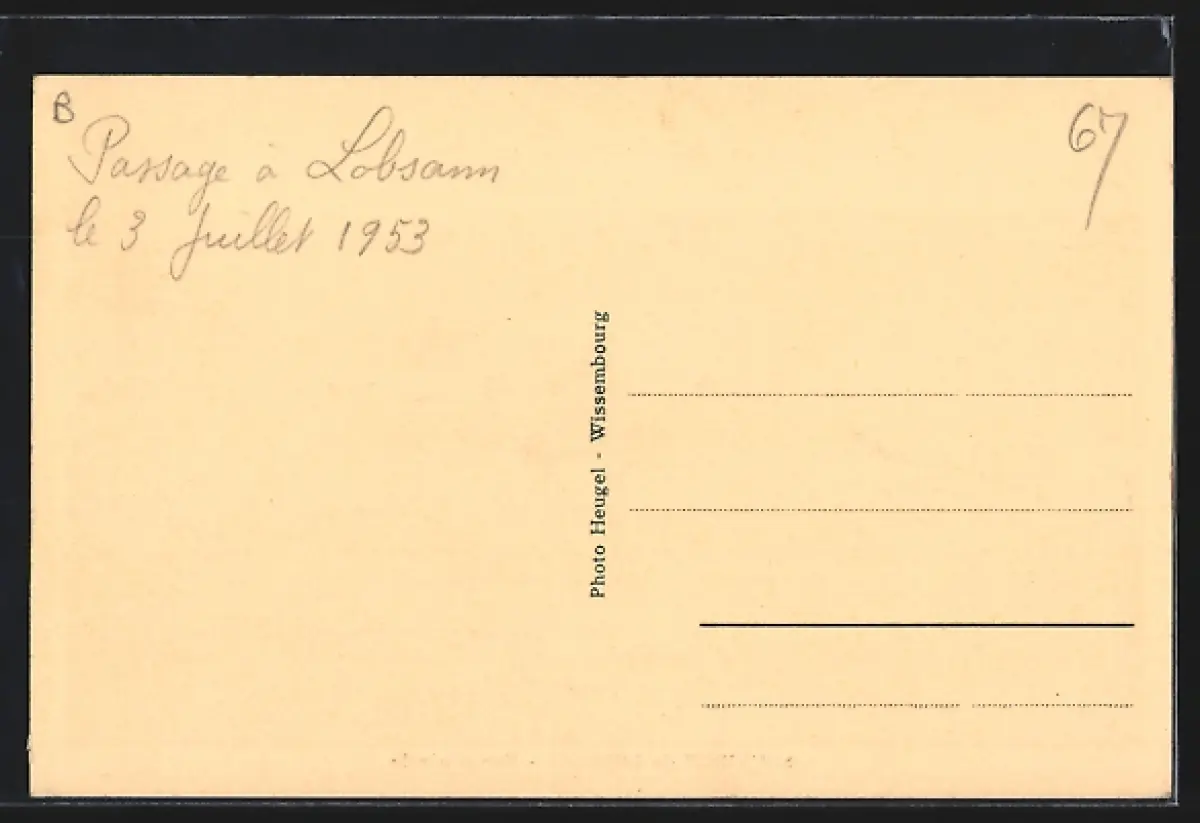 B
Passage à Lobsann
le 3 Juillet 1953
67
Photo Heugel - Wissembourg